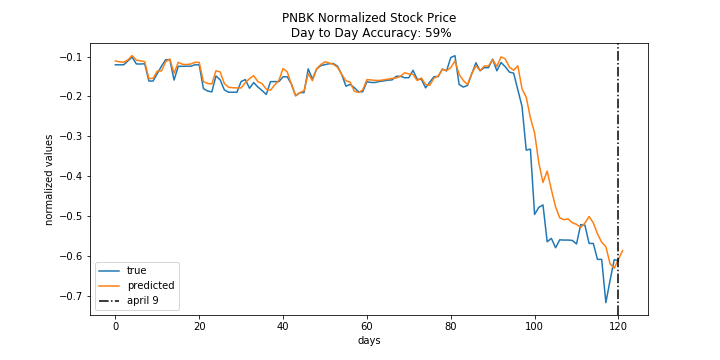 PNBK Normalized Stock Price
Day to Day Accuracy: 59%
normalized values
−0.1
−0.2
−0.3
−0.4
−0.5
−0.6
−0.7
true
predicted
april 9
0
20
40
60
80
100
120
days